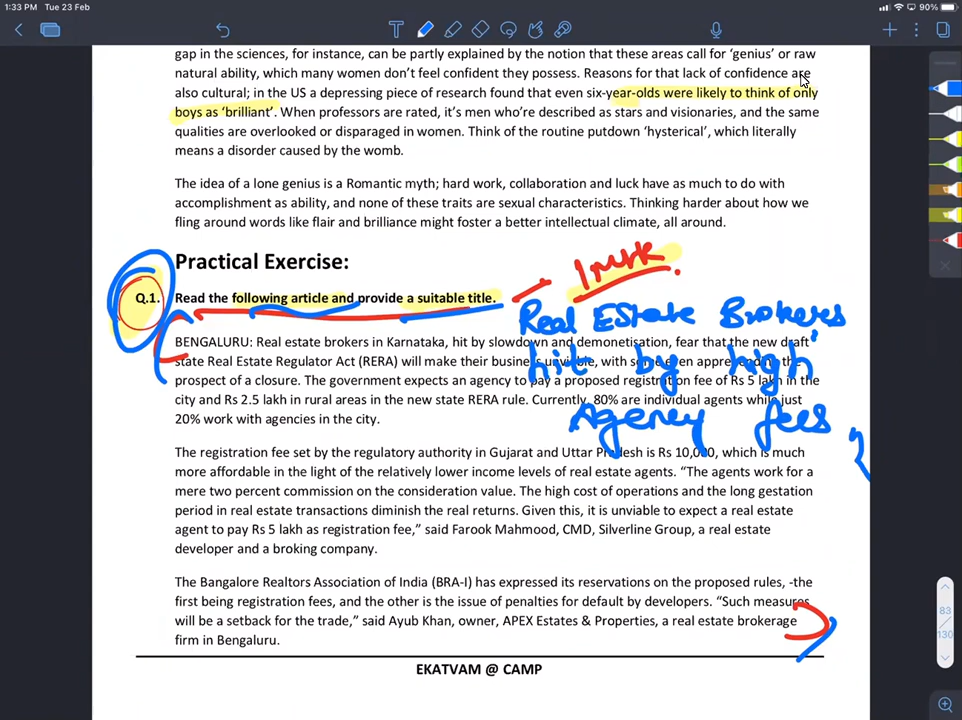 1:33 PM Tue 23 Feb
90%
gap in the sciences, for instance, can be partly explained by the notion that these areas call for ‘genius’ or raw
natural ability, which many women don’t feel confident they possess. Reasons for that lack of confidence are
also cultural; in the US a depressing piece of research found that even six-year-olds were likely to think of only
boys as ‘brilliant’. When professors are rated, it’s men who’re described as stars and visionaries, and the same
qualities are overlooked or disparaged in women. Think of the routine putdown ‘hysterical’, which literally
means a disorder caused by the womb.
The idea of a lone genius is a Romantic myth; hard work, collaboration and luck have as much to do with
accomplishment as ability, and none of these traits are sexual characteristics. Thinking harder about how we
fling around words like flair and brilliance might foster a better intellectual climate, all around.
Practical Exercise:
Q.1. Read the following article and provide a suitable title.
Real Estate Brokers
hit by high
Agency fees
BENGALURU: Real estate brokers in Karnataka, hit by slowdown and demonetisation, fear that the new draft
state Real Estate Regulator Act (RERA) will make their business unviable, with some even apprehending the
prospect of a closure. The government expects an agency to pay a proposed registration fee of Rs 5 lakh in the
city and Rs 2.5 lakh in rural areas in the new state RERA rule. Currently, 80% are individual agents while just
20% work with agencies in the city.
The registration fee set by the regulatory authority in Gujarat and Uttar Pradesh is Rs 10,000, which is much
more affordable in the light of the relatively lower income levels of real estate agents. “The agents work for a
mere two percent commission on the consideration value. The high cost of operations and the long gestation
period in real estate transactions diminish the real returns. Given this, it is unviable to expect a real estate
agent to pay Rs 5 lakh as registration fee,” said Farook Mahmood, CMD, Silverline Group, a real estate
developer and a broking company.
The Bangalore Realtors Association of India (BRA-I) has expressed its reservations on the proposed rules, -the
first being registration fees, and the other is the issue of penalties for default by developers. “Such measures
will be a setback for the trade,” said Ayub Khan, owner, APEX Estates & Properties, a real estate brokerage
firm in Bengaluru.
83
130
EKATVAM @ CAMP